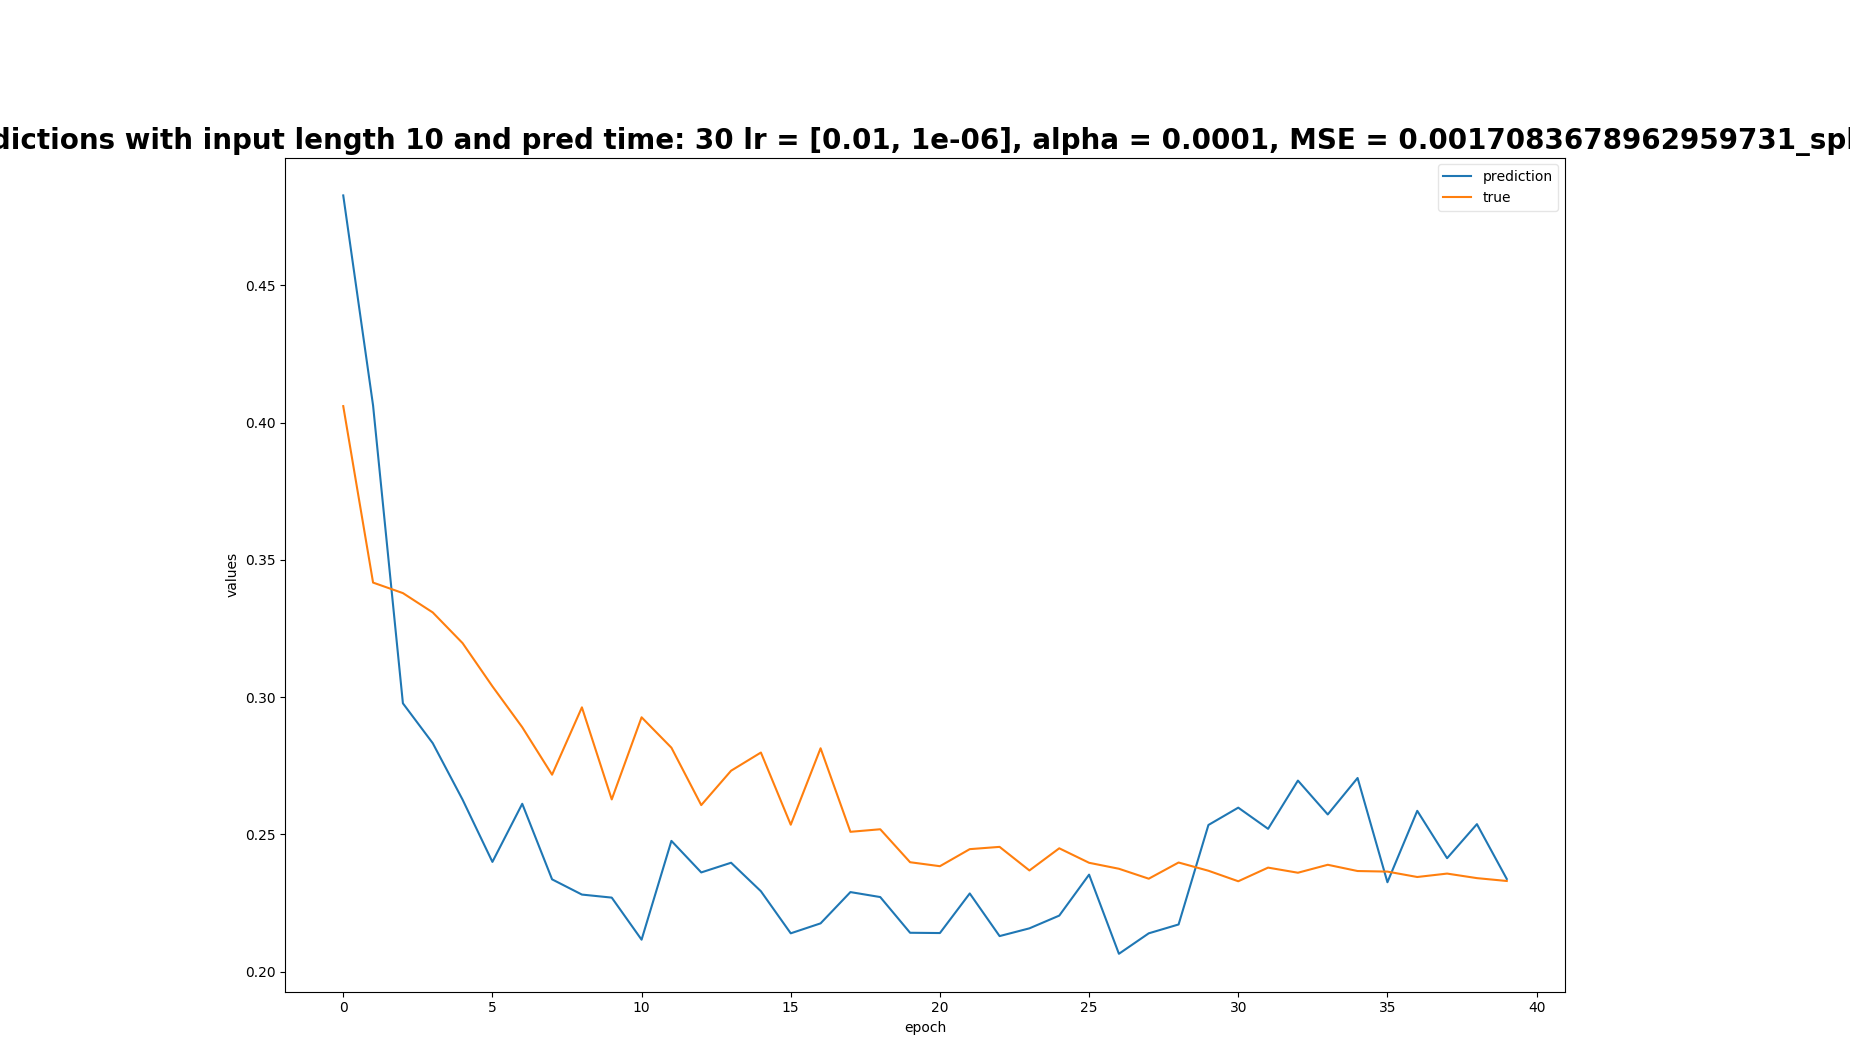 dictions with input length 10 and pred time: 30 lr = [0.01, 1e-06], alpha = 0.0001, MSE = 0.0017083678962959731_spl
prediction
true
values
0.45
0.40
0.35
0.30
0.25
0.20
0 5 10 15 20 25 30 35 40
epoch